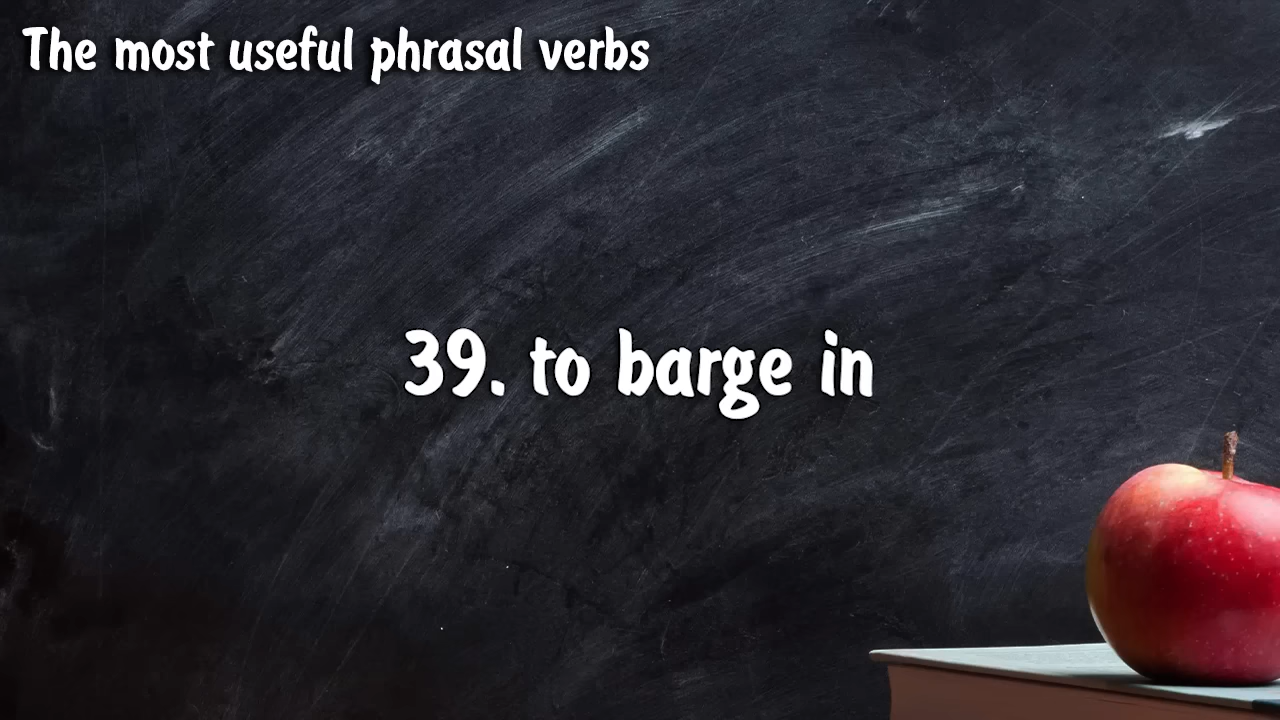 The most useful phrasal verbs
39. to barge in